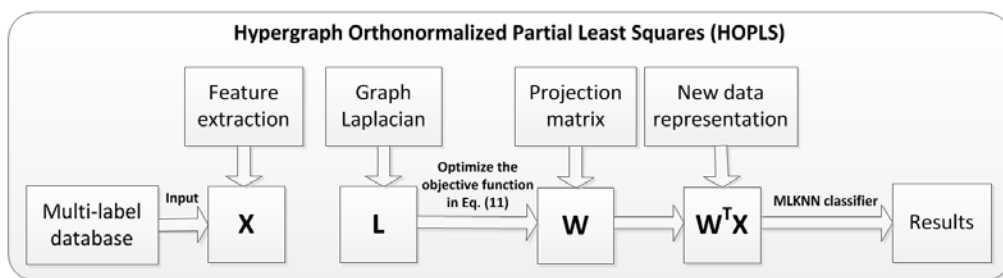 Hypergraph Orthonormalized Partial Least Squares (HOPLS)
Feature
extraction
Graph
Laplacian
Projection
matrix
New data
representation
Multi-label
database
Input
X
L
Optimize the
objective function
in Eq. (11)
W
WᵀX
MLKNN classifier
Results